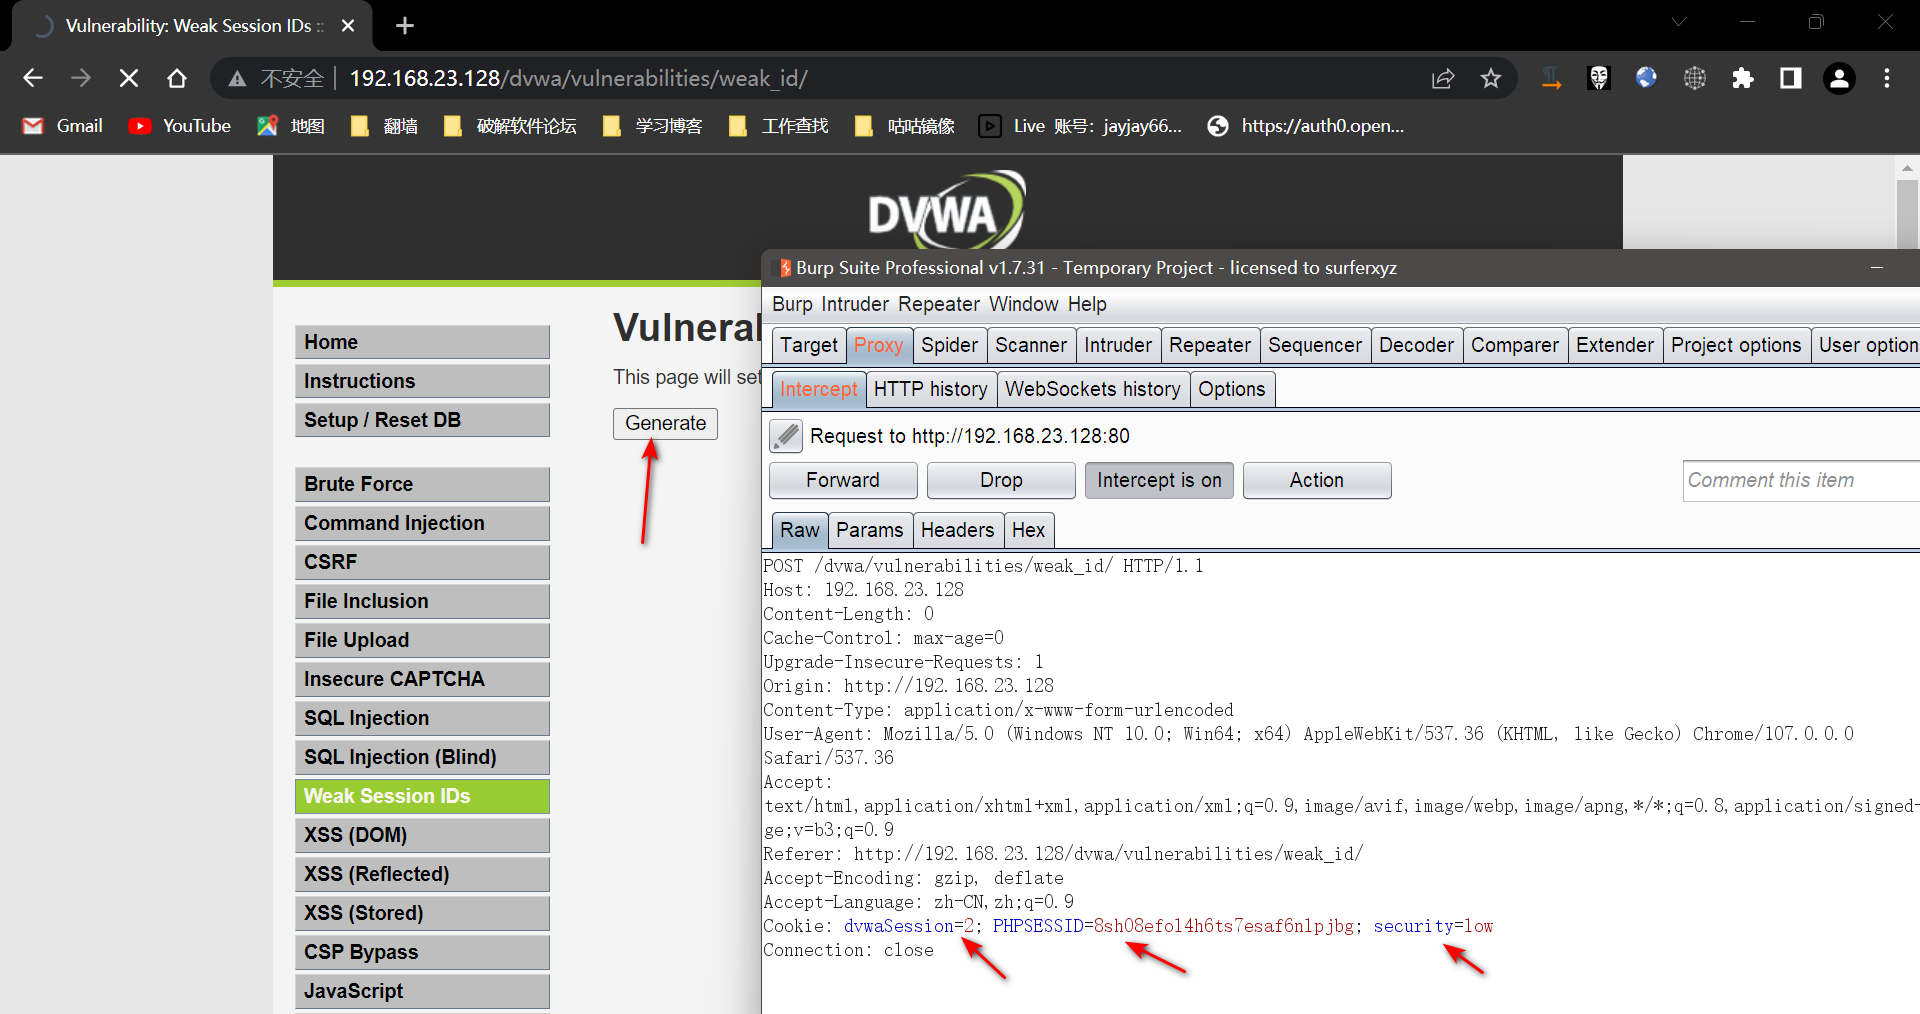 Vulnerability: Weak Session IDs ::
不安全 192.168.23.128/dvwa/vulnerabilities/weak_id/
Gmail YouTube 地图 翻墙 破解软件论坛 学习博客 工作查找 咕咕镜像 Live 账号: jayjay66... https://auth0.open...
DVWA
Home
Instructions
Setup / Reset DB
Brute Force
Command Injection
CSRF
File Inclusion
File Upload
Insecure CAPTCHA
SQL Injection
SQL Injection (Blind)
Weak Session IDs
XSS (DOM)
XSS (Reflected)
XSS (Stored)
CSP Bypass
JavaScript
Vulneral
This page will set
Generate
Burp Suite Professional v1.7.31 - Temporary Project - licensed to surferxyz
Burp Intruder Repeater Window Help
Target Proxy Spider Scanner Intruder Repeater Sequencer Decoder Comparer Extender Project options User option
Intercept HTTP history WebSockets history Options
Request to http://192.168.23.128:80
Forward Drop Intercept is on Action Comment this item
Raw Params Headers Hex
POST /dvwa/vulnerabilities/weak_id/ HTTP/1.1
Host: 192.168.23.128
Content-Length: 0
Cache-Control: max-age=0
Upgrade-Insecure-Requests: 1
Origin: http://192.168.23.128
Content-Type: application/x-www-form-urlencoded
User-Agent: Mozilla/5.0 (Windows NT 10.0; Win64; x64) AppleWebKit/537.36 (KHTML, like Gecko) Chrome/107.0.0.0
Safari/537.36
Accept:
text/html,application/xhtml+xml,application/xml;q=0.9,image/avif,image/webp,image/apng,*/*;q=0.8,application/signed-
ge;v=b3;q=0.9
Referer: http://192.168.23.128/dvwa/vulnerabilities/weak_id/
Accept-Encoding: gzip, deflate
Accept-Language: zh-CN,zh;q=0.9
Cookie: dvwaSession=2; PHPSESSID=8sh08efol4h6ts7esaf6nlpjbg; security=low
Connection: close